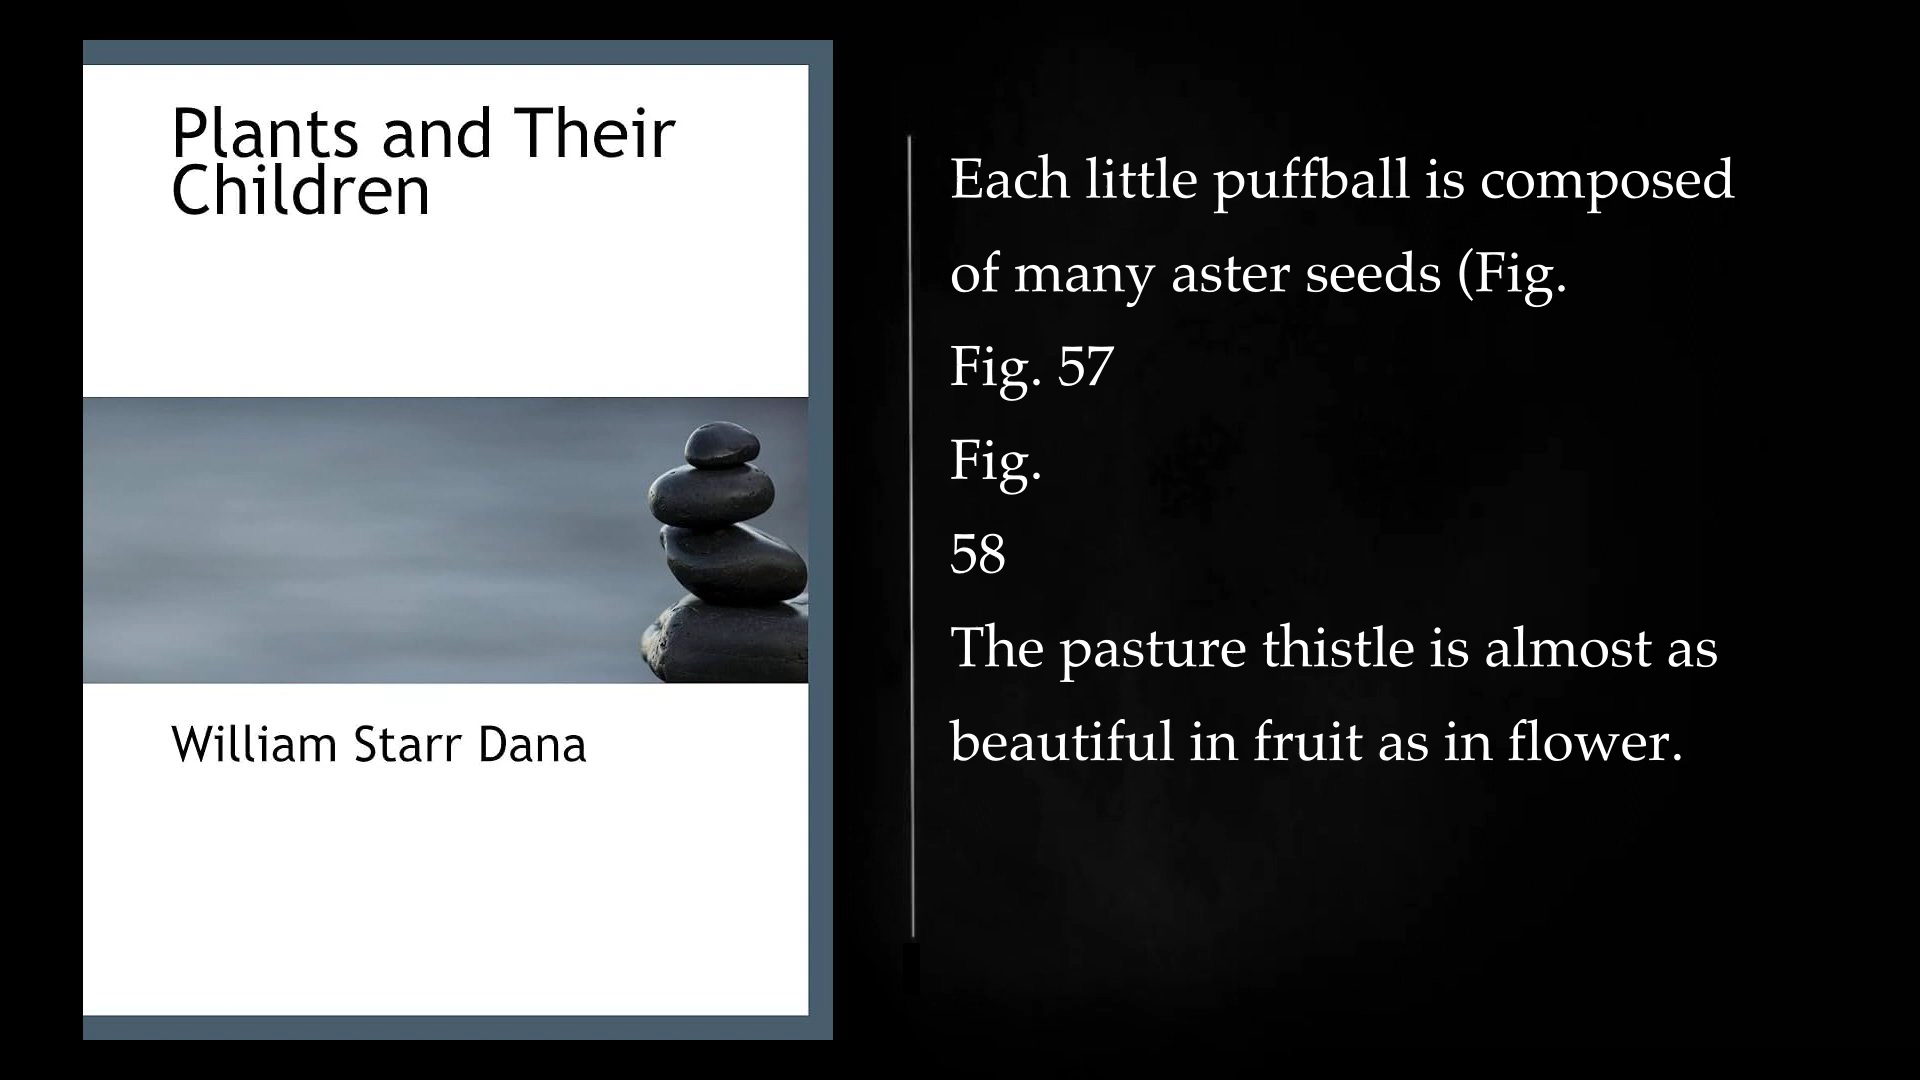 Plants and Their
Children
William Starr Dana
Each little puffball is composed
of many aster seeds (Fig.
Fig. 57
Fig.
58
The pasture thistle is almost as
beautiful in fruit as in flower.